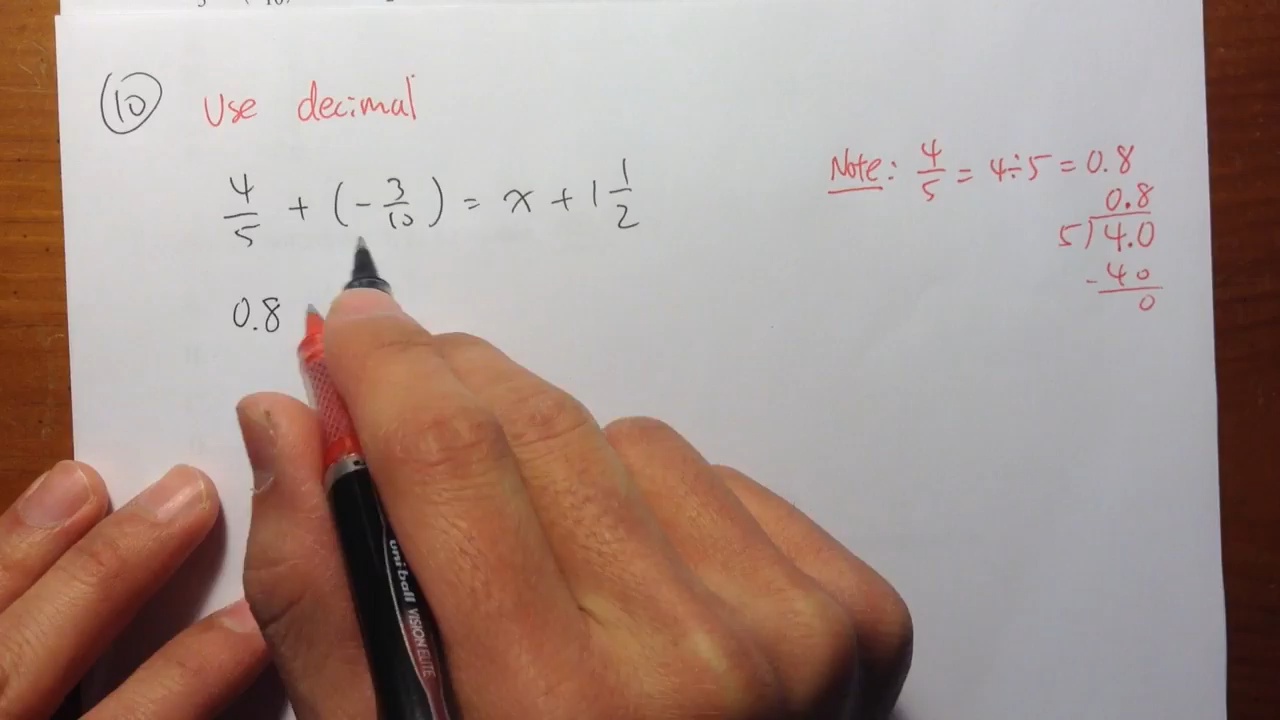 10 Use decimal
4/5 + (-3/10) = x + 1 1/2
0.8
Note: 4/5 = 4÷5 = 0.8
0.8
5)4.0
-40
0
uni-ball VISION ELITE